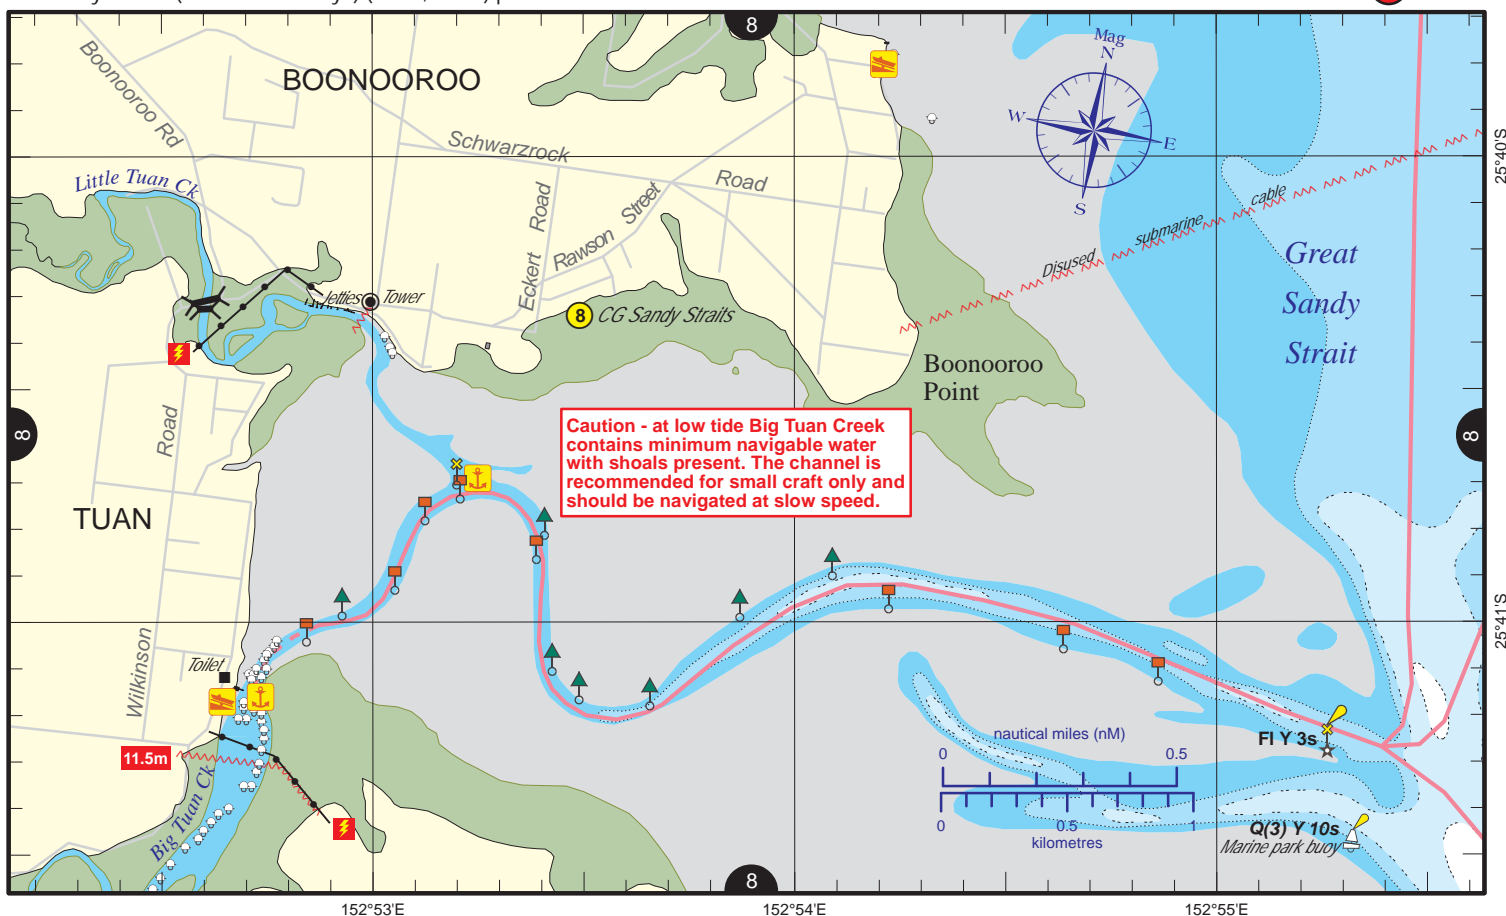 8
Mag
N
W
E
S
BOONOOROO
Boonooroo Rd
Schwarzrock
Road
25°40'S
Little Tuan Ck
Eckert Road
Rawson Street
Disused submarine cable
Great
Sandy
Strait
Jetties
Tower
8
CG Sandy Straits
Boonooroo
Point
8
8
Road
Caution - at low tide Big Tuan Creek
contains minimum navigable water
with shoals present. The channel is
recommended for small craft only and
should be navigated at slow speed.
TUAN
25°41'S
Wilkinson
Toilet
11.5m
Big Tuan Ck
nautical miles (nM)
0
0.5
0
0.5
1
kilometres
Fl Y 3s
Q(3) Y 10s
Marine park buoy
8
152°53'E
152°54'E
152°55'E